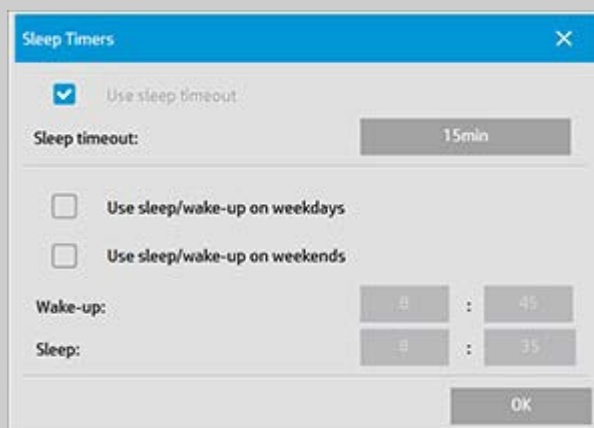 Sleep Timers
Use sleep timeout
Sleep timeout: 15min
Use sleep/wake-up on weekdays
Use sleep/wake-up on weekends
Wake-up: 8 : 45
Sleep: 8 : 35
OK